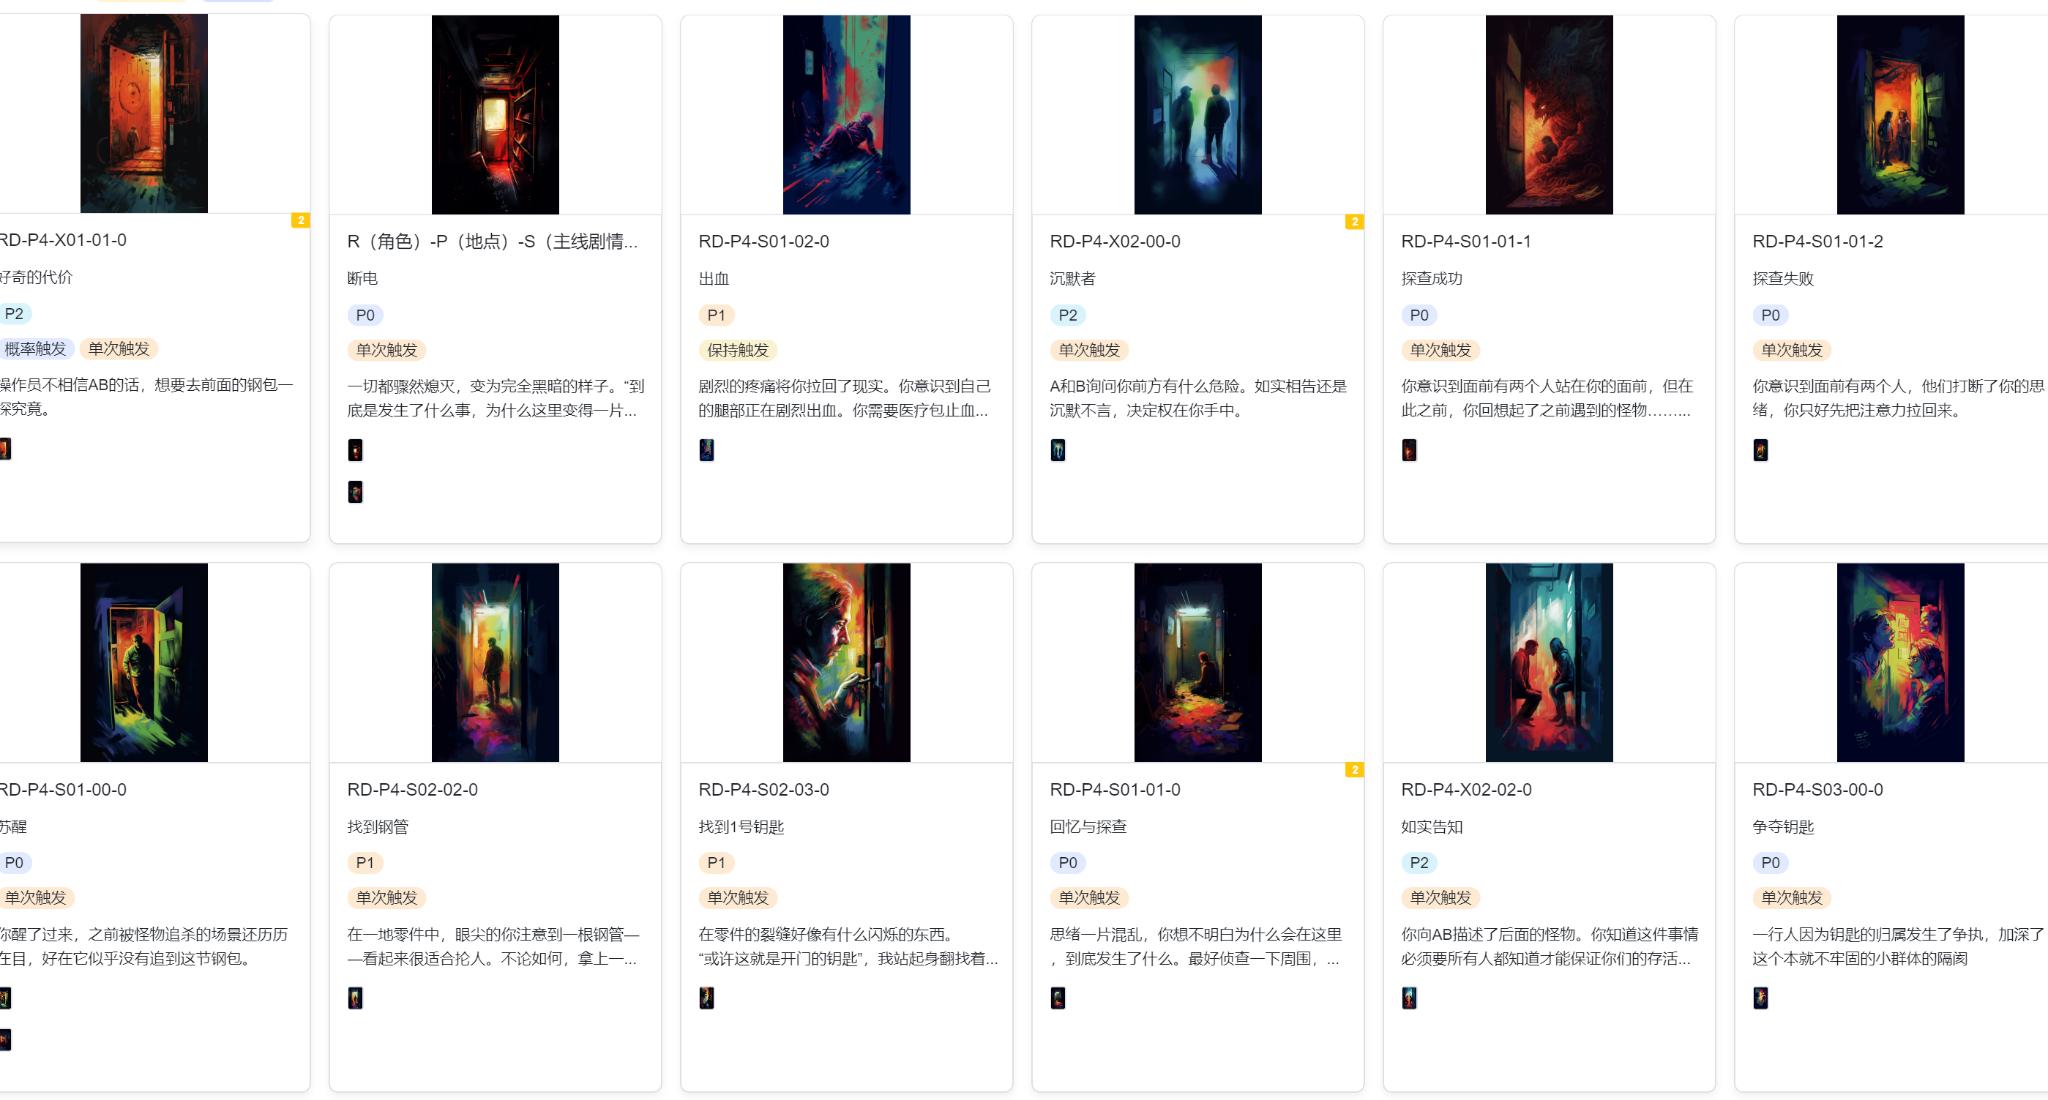 2
RD-P4-X01-01-0
好奇的代价
P2
概率触发 单次触发
操作员不相信AB的话，想要去前面的钢包一
探究竟。
R（角色）-P（地点）-S（主线剧情...
断电
P0
单次触发
一切都骤然熄灭，变为完全黑暗的样子。“到
底是发生了什么事，为什么这里变得一片...
RD-P4-S01-02-0
出血
P1
保持触发
剧烈的疼痛将你拉回了现实。你意识到自己
的腿部正在剧烈出血。你需要医疗包止血...
2
RD-P4-X02-00-0
沉默者
P2
单次触发
A和B询问你前方有什么危险。如实相告还是
沉默不言，决定权在你手中。
RD-P4-S01-01-1
探查成功
P0
单次触发
你意识到面前有两个人站在你的面前，但在
此之前，你回想起了之前遇到的怪物……...
RD-P4-S01-01-2
探查失败
P0
单次触发
你意识到面前有两个人，他们打断了你的思
绪，你只好先把注意力拉回来。
RD-P4-S01-00-0
苏醒
P0
单次触发
你醒了过来，之前被怪物追杀的场景还历历
在目，好在它似乎没有追到这节钢包。
RD-P4-S02-02-0
找到钢管
P1
单次触发
在一地零件中，眼尖的你注意到一根钢管—
—看起来很适合抡人。不论如何，拿上一...
RD-P4-S02-03-0
找到1号钥匙
P1
单次触发
在零件的裂缝好像有什么闪烁的东西。
“或许这就是开门的钥匙”，我站起身翻找着...
2
RD-P4-S01-01-0
回忆与探查
P0
单次触发
思绪一片混乱，你想不明白为什么会在这里
，到底发生了什么。最好侦查一下周围，...
RD-P4-X02-02-0
如实告知
P2
单次触发
你向AB描述了后面的怪物。你知道这件事情
必须要所有人都知道才能保证你们的存活...
RD-P4-S03-00-0
争夺钥匙
P0
单次触发
一行人因为钥匙的归属发生了争执，加深了
这个本就不牢固的小群体的隔阂